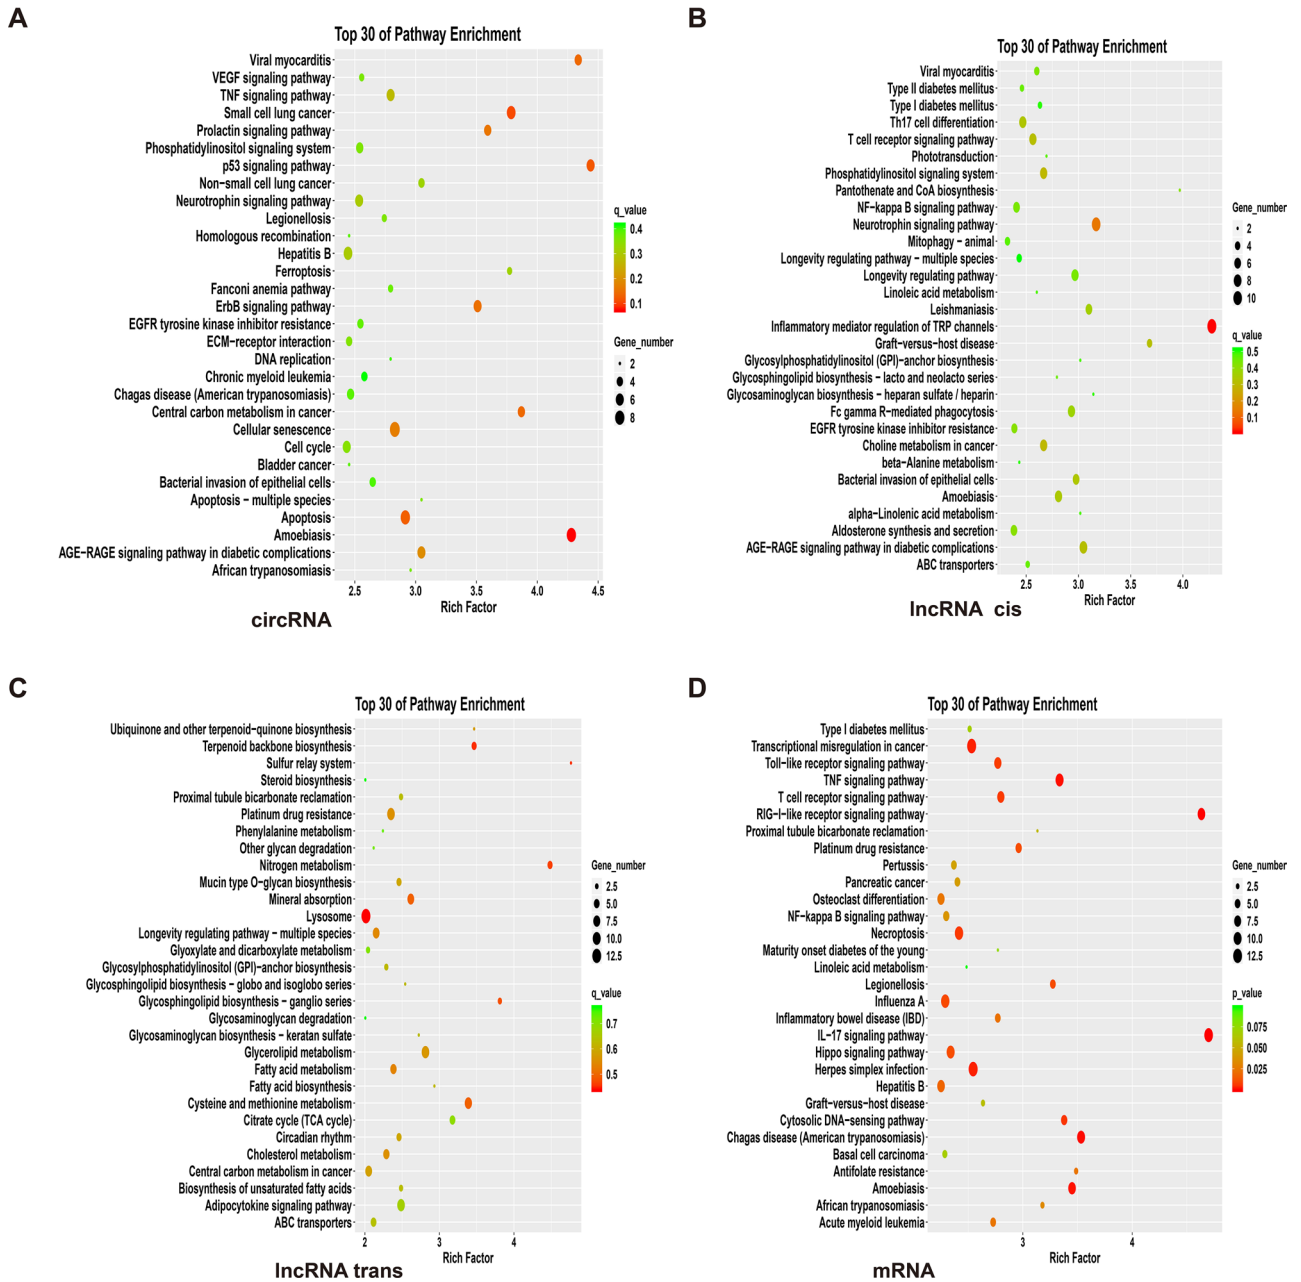 A
Top 30 of Pathway Enrichment
Viral myocarditis
VEGF signaling pathway
TNF signaling pathway
Small cell lung cancer
Prolactin signaling pathway
Phosphatidylinositol signaling system
p53 signaling pathway
Non−small cell lung cancer
Neurotrophin signaling pathway
Legionellosis
Homologous recombination
Hepatitis B
Ferroptosis
Fanconi anemia pathway
ErbB signaling pathway
EGFR tyrosine kinase inhibitor resistance
ECM−receptor interaction
DNA replication
Chronic myeloid leukemia
Chagas disease (American trypanosomiasis)
Central carbon metabolism in cancer
Cellular senescence
Cell cycle
Bladder cancer
Bacterial invasion of epithelial cells
Apoptosis − multiple species
Apoptosis
Amoebiasis
AGE−RAGE signaling pathway in diabetic complications
African trypanosomiasis
2.5 3.0 3.5 4.0 4.5
Rich Factor
q_value
0.4
0.3
0.2
0.1
Gene_number
2
4
6
8
circRNA
B
Top 30 of Pathway Enrichment
Viral myocarditis
Type II diabetes mellitus
Type I diabetes mellitus
Th17 cell differentiation
T cell receptor signaling pathway
Phototransduction
Phosphatidylinositol signaling system
Pantothenate and CoA biosynthesis
NF−kappa B signaling pathway
Neurotrophin signaling pathway
Mitophagy − animal
Longevity regulating pathway − multiple species
Longevity regulating pathway
Linoleic acid metabolism
Leishmaniasis
Inflammatory mediator regulation of TRP channels
Graft−versus−host disease
Glycosylphosphatidylinositol (GPI)−anchor biosynthesis
Glycosphingolipid biosynthesis − lacto and neolacto series
Glycosaminoglycan biosynthesis − heparan sulfate / heparin
Fc gamma R−mediated phagocytosis
EGFR tyrosine kinase inhibitor resistance
Choline metabolism in cancer
beta−Alanine metabolism
Bacterial invasion of epithelial cells
Amoebiasis
alpha−Linolenic acid metabolism
Aldosterone synthesis and secretion
AGE−RAGE signaling pathway in diabetic complications
ABC transporters
2.5 3.0 3.5 4.0
Rich Factor
Gene_number
2
4
6
8
10
q_value
0.5
0.4
0.3
0.2
0.1
lncRNA cis
C
Top 30 of Pathway Enrichment
Ubiquinone and other terpenoid−quinone biosynthesis
Terpenoid backbone biosynthesis
Sulfur relay system
Steroid biosynthesis
Proximal tubule bicarbonate reclamation
Platinum drug resistance
Phenylalanine metabolism
Other glycan degradation
Nitrogen metabolism
Mucin type O−glycan biosynthesis
Mineral absorption
Lysosome
Longevity regulating pathway − multiple species
Glyoxylate and dicarboxylate metabolism
Glycosylphosphatidylinositol (GPI)−anchor biosynthesis
Glycosphingolipid biosynthesis − globo and isoglobo series
Glycosphingolipid biosynthesis − ganglio series
Glycosaminoglycan degradation
Glycosaminoglycan biosynthesis − keratan sulfate
Glycerolipid metabolism
Fatty acid metabolism
Fatty acid biosynthesis
Cysteine and methionine metabolism
Citrate cycle (TCA cycle)
Circadian rhythm
Cholesterol metabolism
Central carbon metabolism in cancer
Biosynthesis of unsaturated fatty acids
Adipocytokine signaling pathway
ABC transporters
2 3 4
Rich Factor
Gene_number
2.5
5.0
7.5
10.0
12.5
q_value
0.7
0.6
0.5
lncRNA trans
D
Top 30 of Pathway Enrichment
Type I diabetes mellitus
Transcriptional misregulation in cancer
Toll−like receptor signaling pathway
TNF signaling pathway
T cell receptor signaling pathway
RIG−I−like receptor signaling pathway
Proximal tubule bicarbonate reclamation
Platinum drug resistance
Pertussis
Pancreatic cancer
Osteoclast differentiation
NF−kappa B signaling pathway
Necroptosis
Maturity onset diabetes of the young
Linoleic acid metabolism
Legionellosis
Influenza A
Inflammatory bowel disease (IBD)
IL−17 signaling pathway
Hippo signaling pathway
Herpes simplex infection
Hepatitis B
Graft−versus−host disease
Cytosolic DNA−sensing pathway
Chagas disease (American trypanosomiasis)
Basal cell carcinoma
Antifolate resistance
Amoebiasis
African trypanosomiasis
Acute myeloid leukemia
3 4
Rich Factor
Gene_number
2.5
5.0
7.5
10.0
12.5
p_value
0.075
0.050
0.025
mRNA